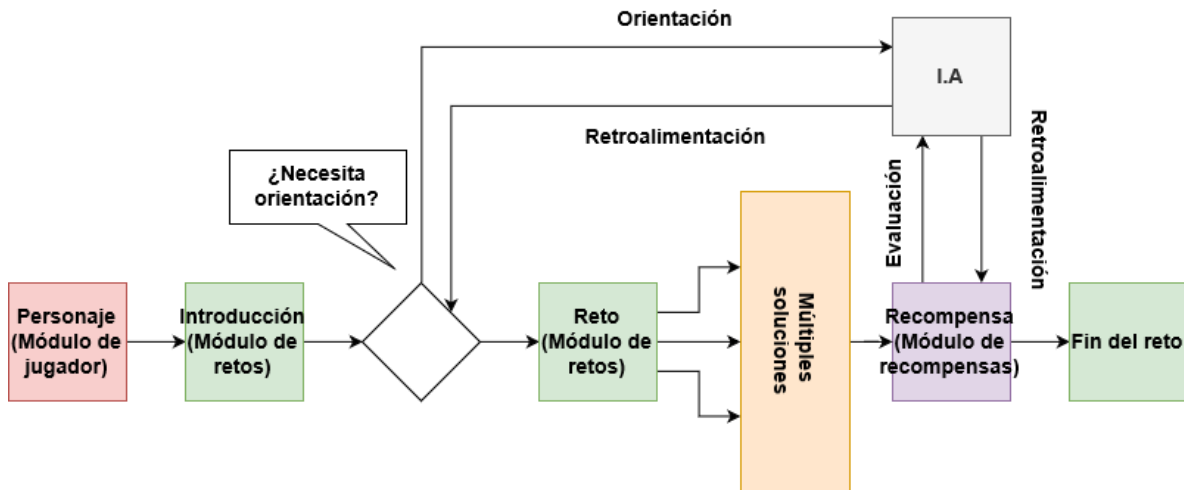 Orientación
I.A
Retroalimentación
Retroalimentación
¿Necesita
orientación?
Evaluación
Múltiples
soluciones
Personaje
(Módulo de
jugador)
Introducción
(Módulo de
retos)
Reto
(Módulo de
retos)
Recompensa
(Módulo de
recompensas)
Fin del reto